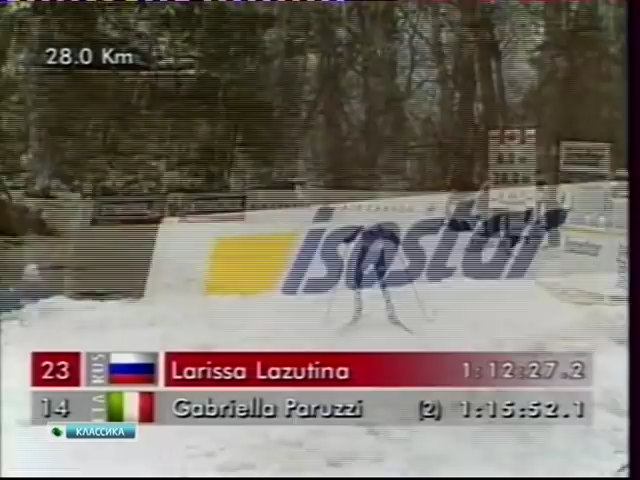 28.0 Km
isostar
23 RUS Larissa Lazutina 1:12:27.2
14 ITA Gabriella Paruzzi (2) 1:15:52.1
КЛАССИКА